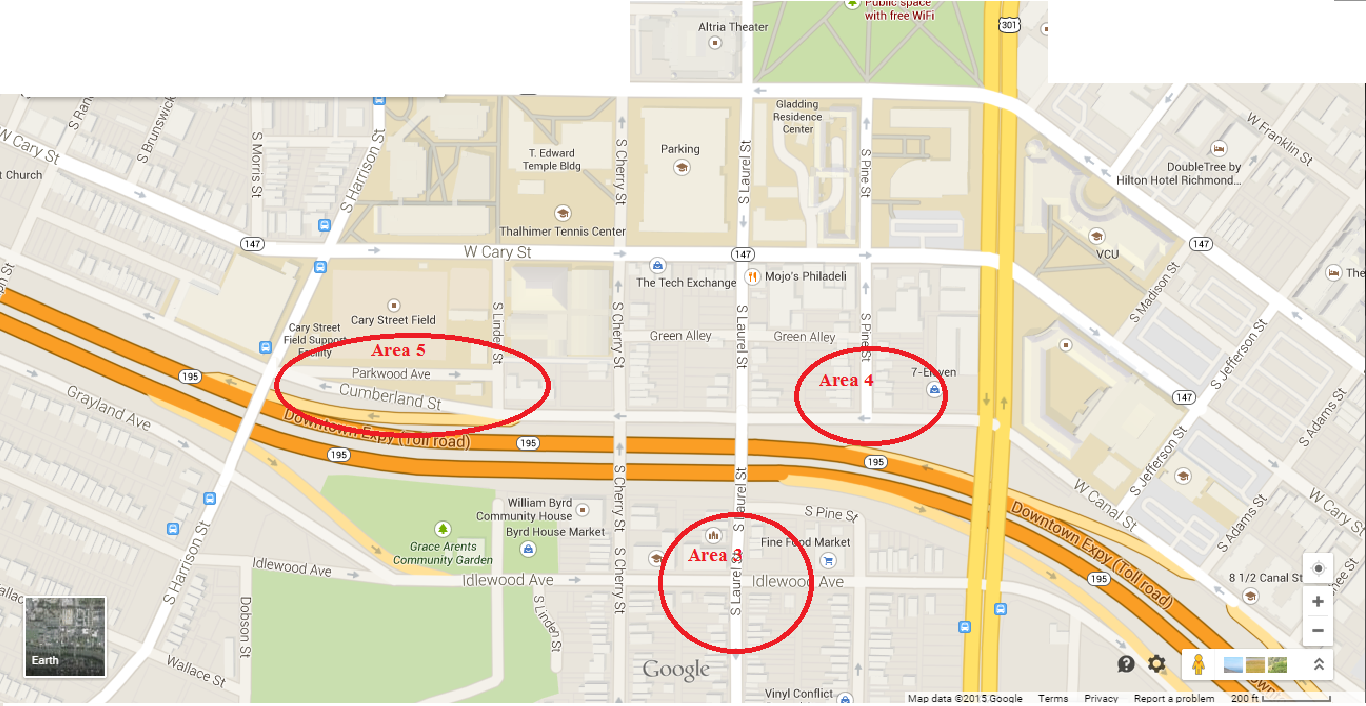 Public space
with free WiFi
Altria Theater
301
Gladding
Residence
Center
W Franklin St
S Brunswick
W Cary St
S Morris St
S Harrison St
T. Edward
Temple Bldg
S Cherry St
Parking
S Laurel St
S Pine St
DoubleTree by
Hilton Hotel Richmond...
t Church
Thalhimer Tennis Center
147
W Cary St
147
147
VCU
The Tech Exchange
Mojo's Philadeli
The
S Madison St
Cary Street Field
Cary Street
Field Support
Facility
S Linden St
S Cherry St
Green Alley
S Laurel St
Green Alley
S Pine St
S Jefferson St
Area 5
Parkwood Ave
Cumberland St
195
Area 4
7-Eleven
147
S Adams St
Grayland Ave
Downtown Expy (Toll road)
195
195
195
S Jefferson St
W Canal St
W Cary St
S Cherry St
S Laurel St
S Adams St
William Byrd
Community House
Byrd House Market
S Pine St
Downtown Expy (Toll road)
Grace Arents
Community Garden
Area 3
Fine Food Market
S Harrison St
Idlewood Ave
Idlewood Ave
Idlewood Ave
195
8 1/2 Canal St
S Cherry St
S Laurel St
Dobson St
S Linden St
Wallace St
Earth
Google
Vinyl Conflict
Map data ©2015 Google
Terms
Privacy
Report a problem
200 ft